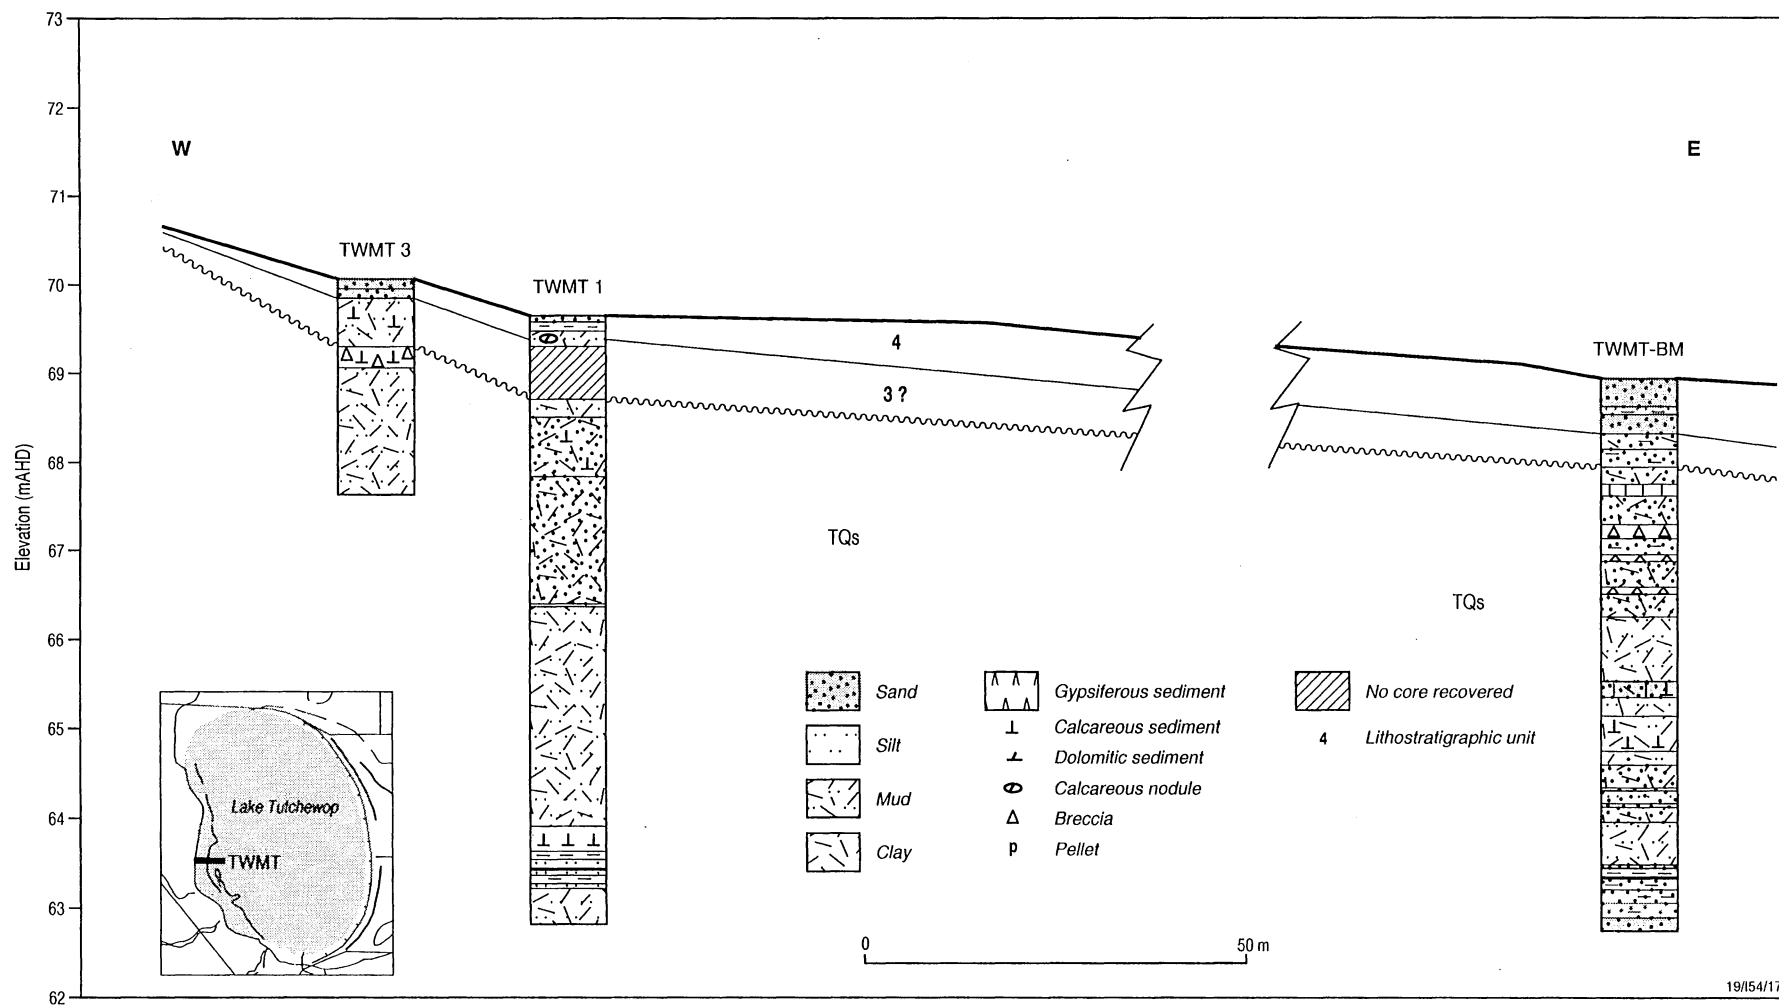 73
72
71
70
69
68
67
66
65
64
63
62
Elevation (mAHD)
W
E
TWMT 3
TWMT 1
TWMT-BM
4
3 ?
TQs
TQs
Sand
Silt
Mud
Clay
Gypsiferous sediment
Calcareous sediment
Dolomitic sediment
Calcareous nodule
Breccia
p Pellet
No core recovered
4 Lithostratigraphic unit
Lake Tutchewop
TWMT
0 50 m
19/I54/17